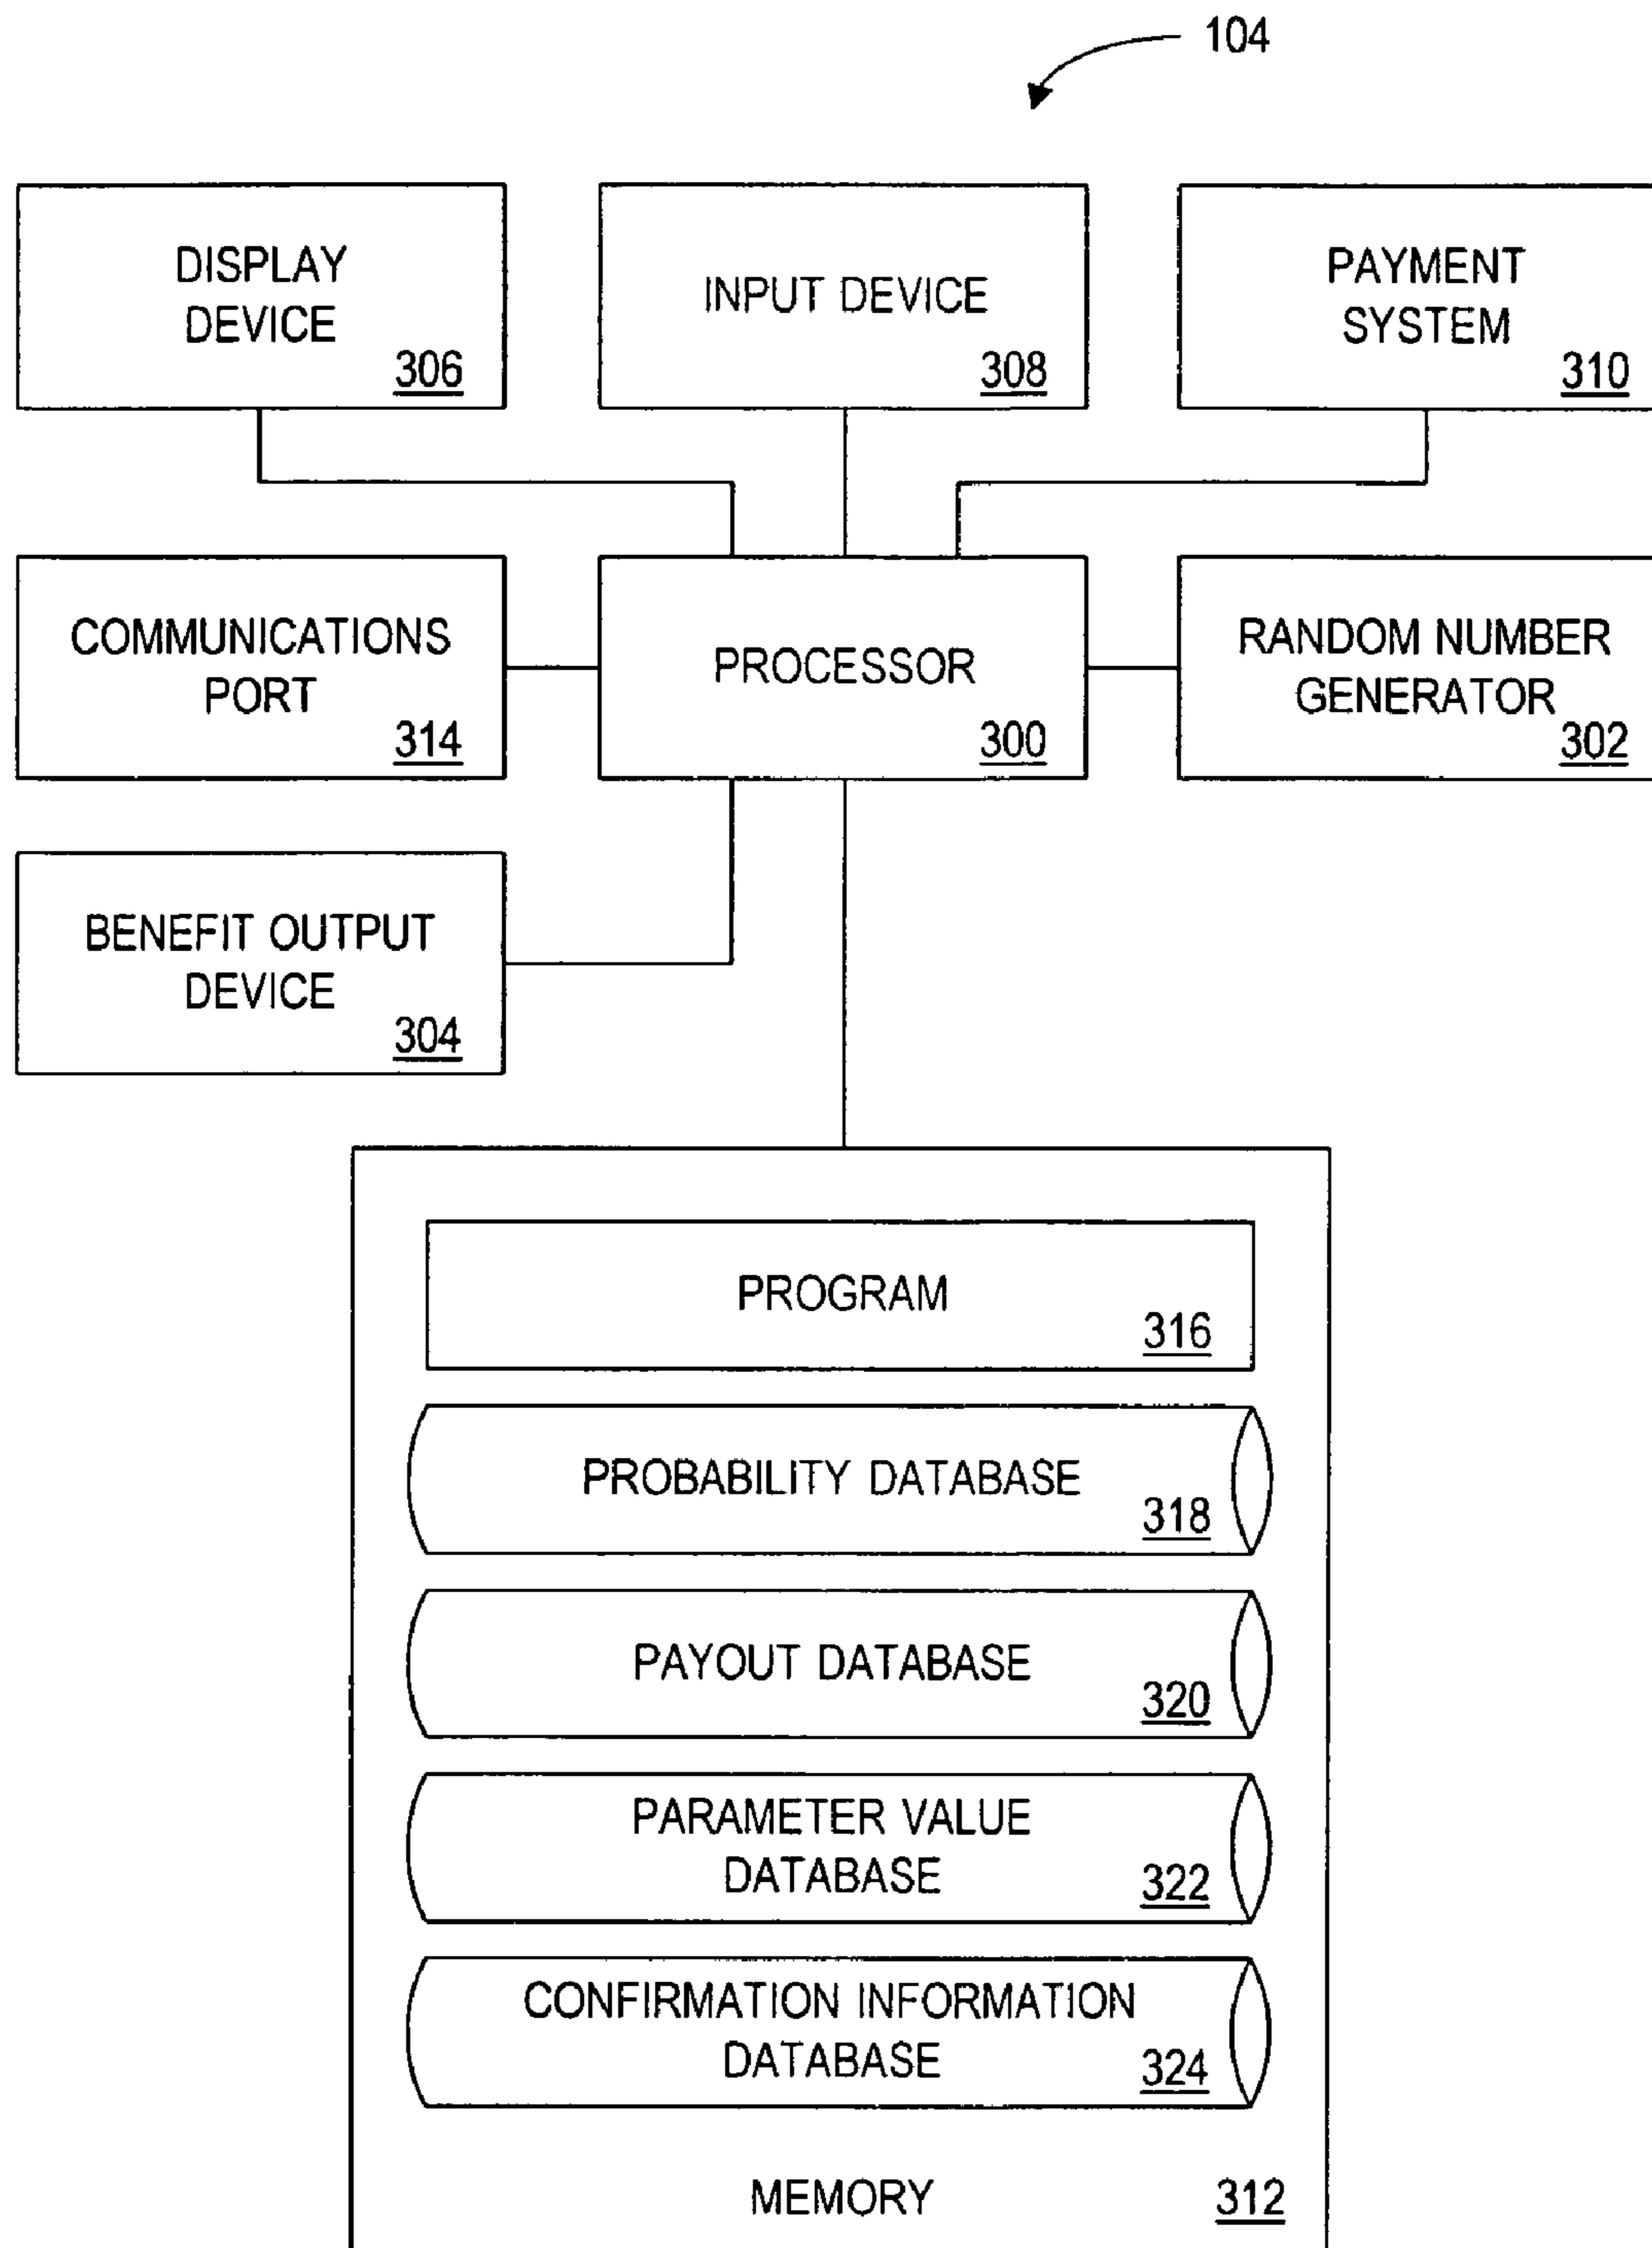 104
DISPLAY
DEVICE
306
INPUT DEVICE
308
PAYMENT
SYSTEM
310
COMMUNICATIONS
PORT
314
PROCESSOR
300
RANDOM NUMBER
GENERATOR
302
BENEFIT OUTPUT
DEVICE
304
PROGRAM
316
PROBABILITY DATABASE
318
PAYOUT DATABASE
320
PARAMETER VALUE
DATABASE
322
CONFIRMATION INFORMATION
DATABASE
324
MEMORY
312